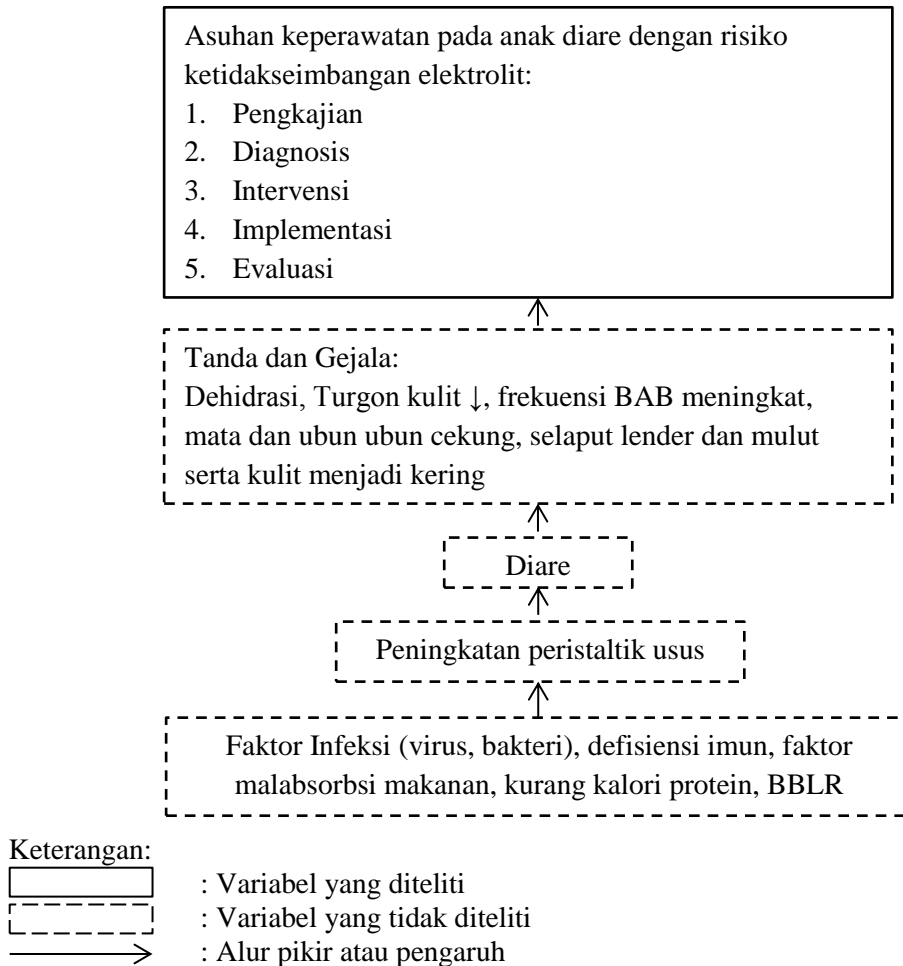 Asuhan keperawatan pada anak diare dengan risiko
ketidakseimbangan elektrolit:
1. Pengkajian
2. Diagnosis
3. Intervensi
4. Implementasi
5. Evaluasi
Tanda dan Gejala:
Dehidrasi, Turgon kulit ↓, frekuensi BAB meningkat,
mata dan ubun ubun cekung, selaput lender dan mulut
serta kulit menjadi kering
Diare
Peningkatan peristaltik usus
Faktor Infeksi (virus, bakteri), defisiensi imun, faktor
malabsorbsi makanan, kurang kalori protein, BBLR
Keterangan:
: Variabel yang diteliti
: Variabel yang tidak diteliti
: Alur pikir atau pengaruh